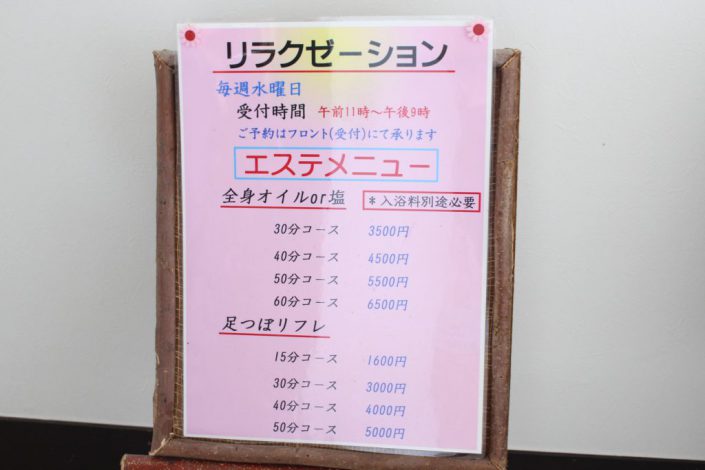 リラクゼーション
毎週水曜日
受付時間 午前11時～午後9時
ご予約はフロント(受付)にて承ります
エステメニュー
全身オイルor塩 *入浴料別途必要
30分コース 3500円
40分コース 4500円
50分コース 5500円
60分コース 6500円
足つぼリフレ
15分コース 1600円
30分コース 3000円
40分コース 4000円
50分コース 5000円